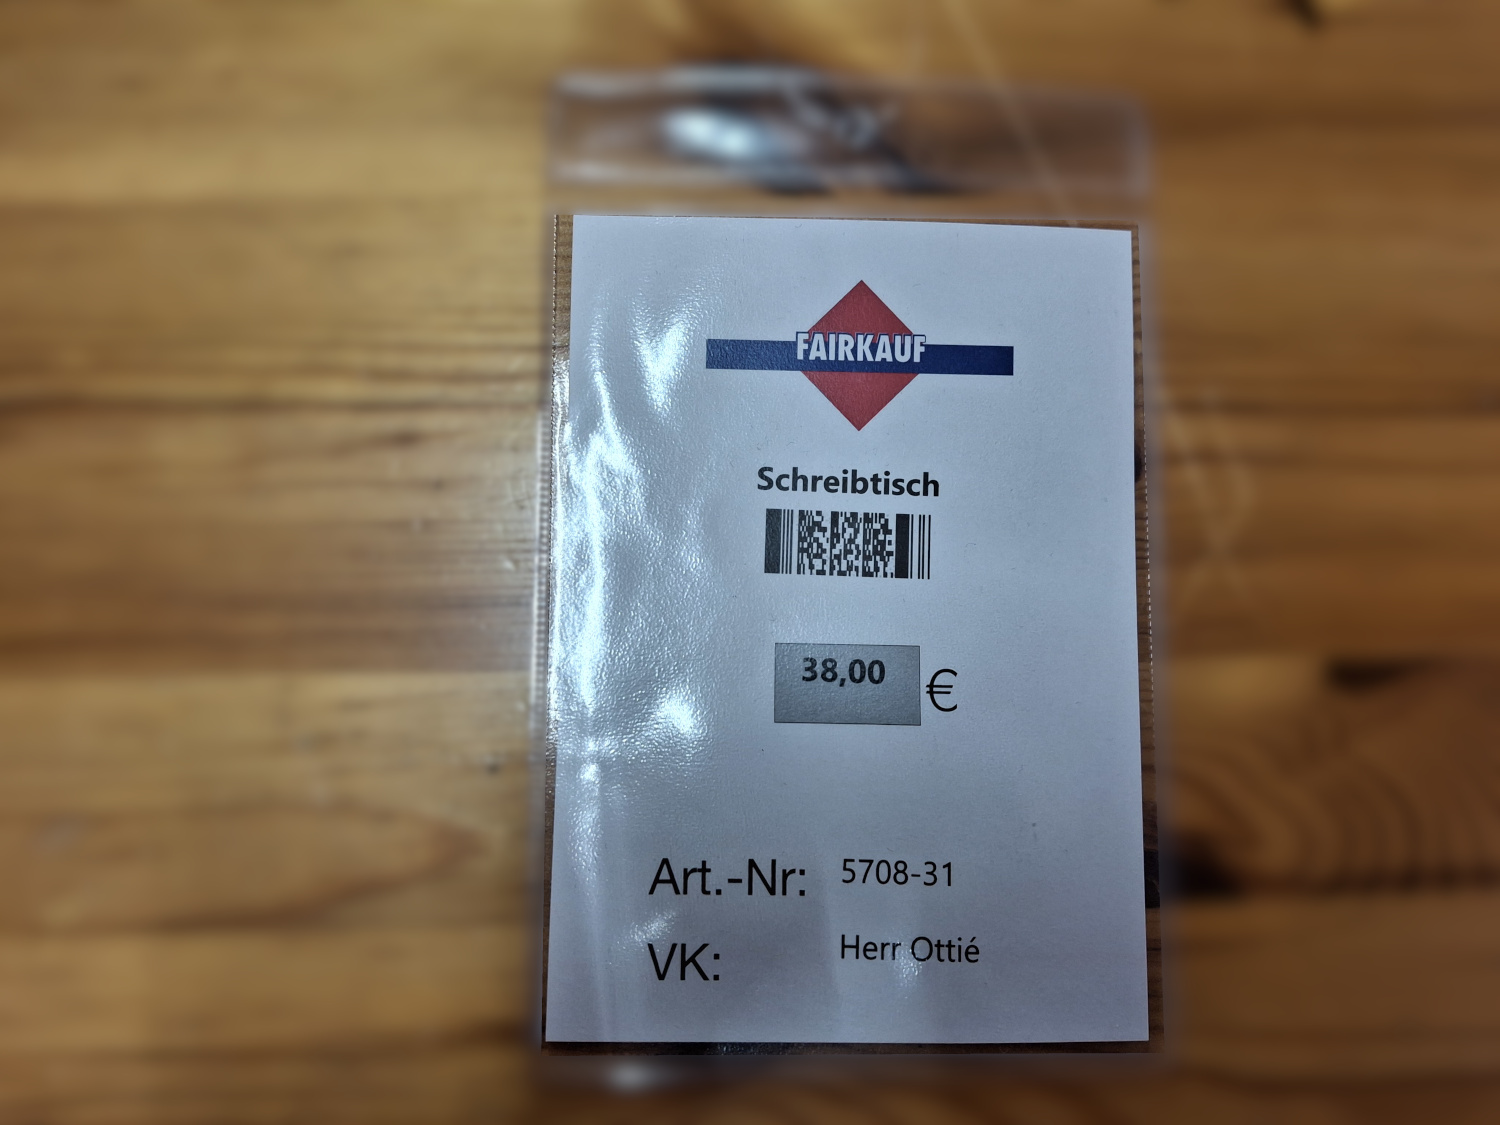 FAIRKAUF
Schreibtisch
38,00 €
Art.-Nr: 5708-31
VK: Herr Ottié